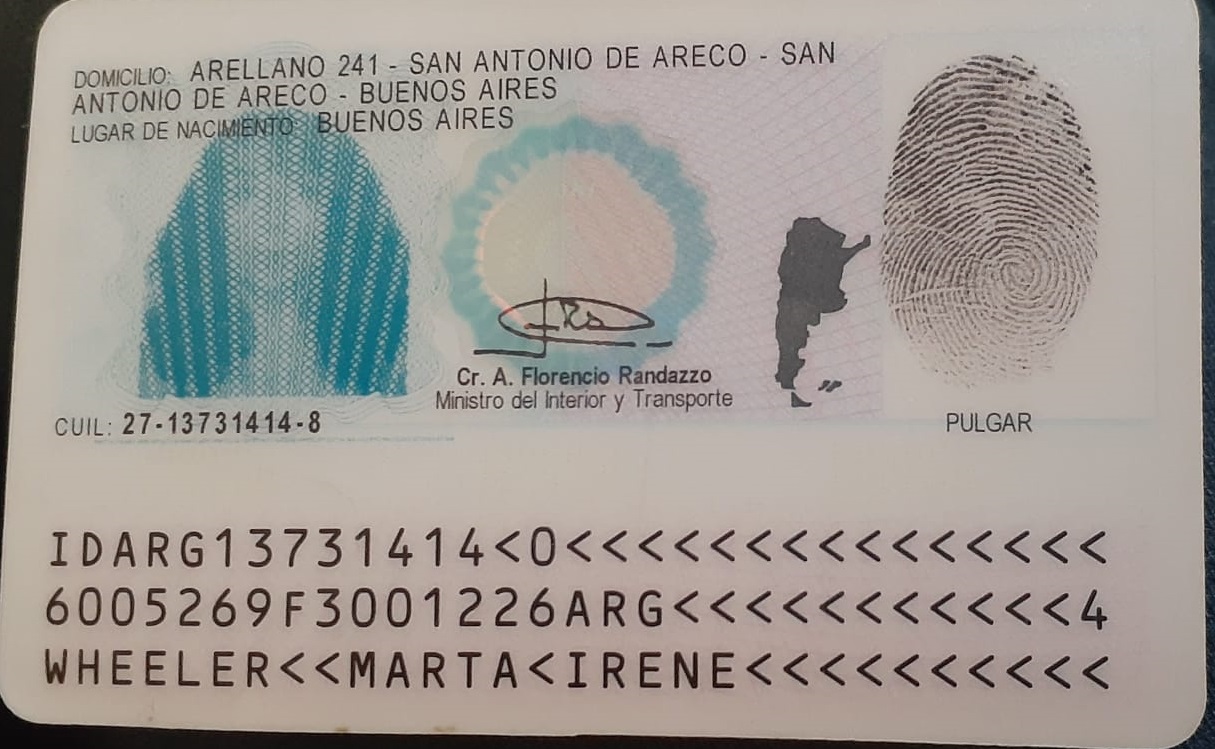 DOMICILIO: ARELLANO 241 - SAN ANTONIO DE ARECO - SAN
ANTONIO DE ARECO - BUENOS AIRES
LUGAR DE NACIMIENTO: BUENOS AIRES
Cr. A. Florencio Randazzo
Ministro del Interior y Transporte
CUIL: 27-13731414-8
PULGAR
IDARG13731414<0<<<<<<<<<<<<<<<
6005269F3001226ARG<<<<<<<<<<<4
WHEELER<<MARTA<IRENE<<<<<<<<<<